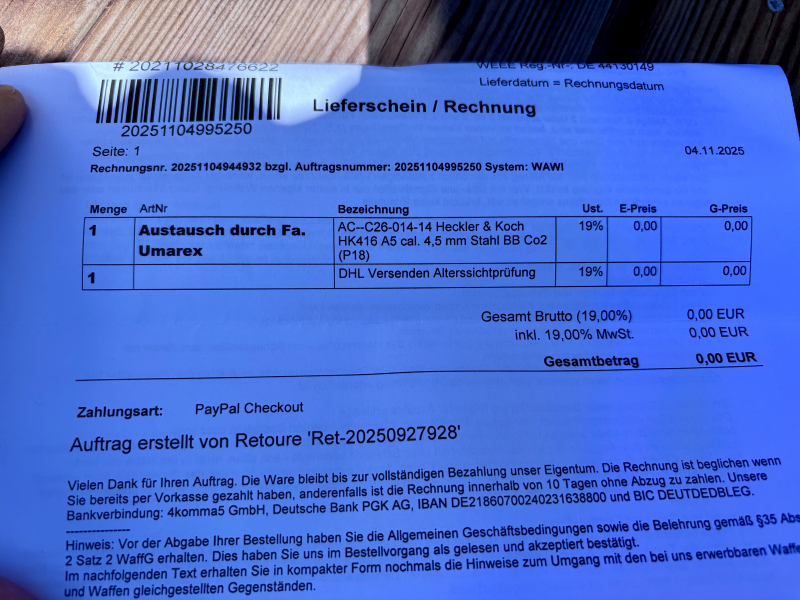 # 20211028476622
WEEE Reg.-Nr.: DE 44130149
Lieferdatum = Rechnungsdatum
Lieferschein / Rechnung
20251104995250
Seite: 1
04.11.2025
Rechnungsnr. 20251104944932 bzgl. Auftragsnummer: 20251104995250 System: WAWI
Menge ArtNr Bezeichnung Ust. E-Preis G-Preis
1 Austausch durch Fa. AC--C26-014-14 Heckler & Koch 19% 0,00 0,00
Umarex HK416 A5 cal. 4,5 mm Stahl BB Co2
(P18)
1 DHL Versenden Alterssichtprüfung 19% 0,00 0,00
Gesamt Brutto (19,00%) 0,00 EUR
inkl. 19,00% MwSt. 0,00 EUR
Gesamtbetrag 0,00 EUR
Zahlungsart: PayPal Checkout
Auftrag erstellt von Retoure 'Ret-20250927928'
Vielen Dank für Ihren Auftrag. Die Ware bleibt bis zur vollständigen Bezahlung unser Eigentum. Die Rechnung ist beglichen wenn
Sie bereits per Vorkasse gezahlt haben, anderenfalls ist die Rechnung innerhalb von 10 Tagen ohne Abzug zu zahlen. Unsere
Bankverbindung: 4komma5 GmbH, Deutsche Bank PGK AG, IBAN DE21860700240231638800 und BIC DEUTDEDBLEG.
---------------
Hinweis: Vor der Abgabe Ihrer Bestellung haben Sie die Allgemeinen Geschäftsbedingungen sowie die Belehrung gemäß §35 Abs
2 Satz 2 WaffG erhalten. Dies haben Sie uns im Bestellvorgang als gelesen und akzeptiert bestätigt.
Im nachfolgenden Text erhalten Sie in kompakter Form nochmals die Hinweise zum Umgang mit den bei uns erwerbbaren Waffe
und Waffen gleichgestellten Gegenständen.